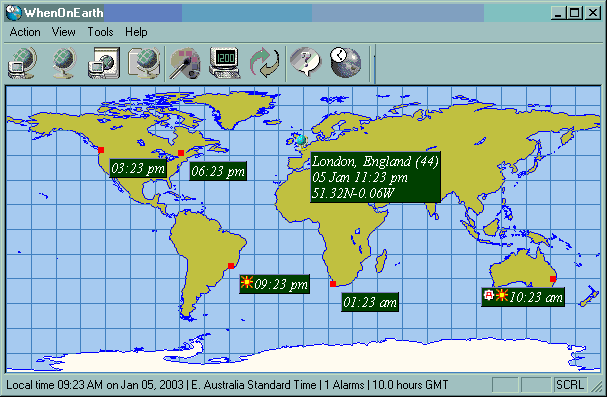 WhenOnEarth
Action View Tools Help
1200
03:23 pm
06:23 pm
London, England (44)
05 Jan 11:23 pm
51.32N-0.06W
09:23 pm
01:23 am
10:23 am
Local time 09:23 AM on Jan 05, 2003 | E. Australia Standard Time | 1 Alarms | 10.0 hours GMT
SCRL